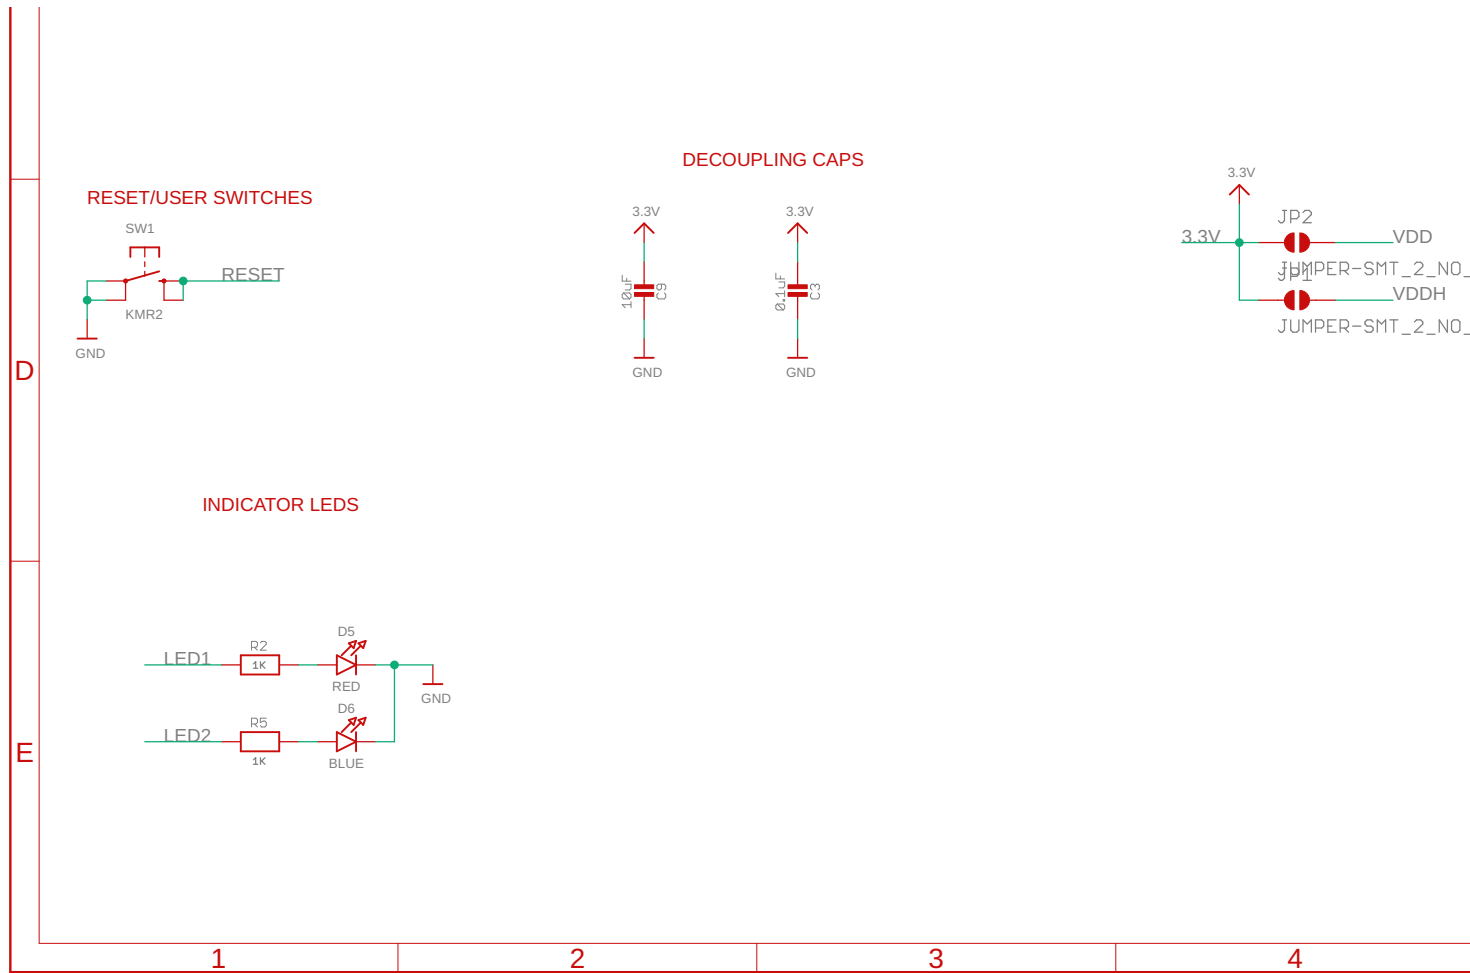 DECOUPLING CAPS
RESET/USER SWITCHES
SW1
RESET
KMR2
GND
3.3V
10uF
C9
GND
3.3V
0.1uF
C3
GND
3.3V
3.3V
JP2
VDD
JUMPER-SMT_2_NO_
JP1
VDDH
JUMPER-SMT_2_NO_
D
INDICATOR LEDS
LED1
R2
1K
D5
RED
GND
LED2
R5
1K
D6
BLUE
E
1
2
3
4